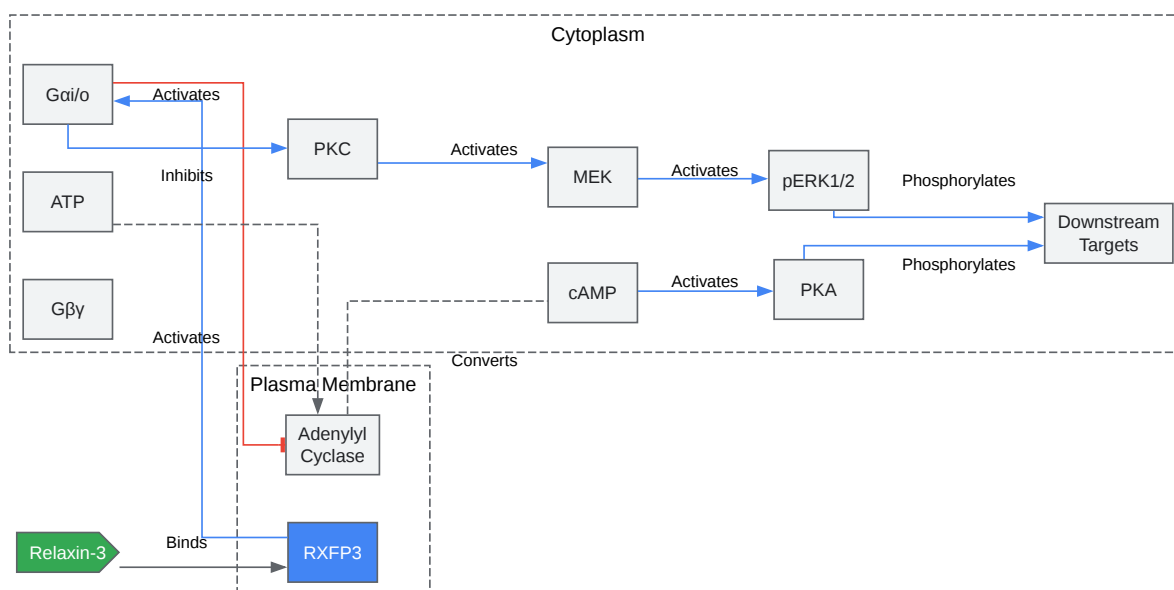 Cytoplasm
Gαi/o
Activates
PKC
Activates
MEK
Activates
pERK1/2
Phosphorylates
Inhibits
ATP
Downstream
Targets
Phosphorylates
Gβγ
cAMP
Activates
PKA
Activates
Converts
Plasma Membrane
Adenylyl
Cyclase
Relaxin-3
Binds
RXFP3